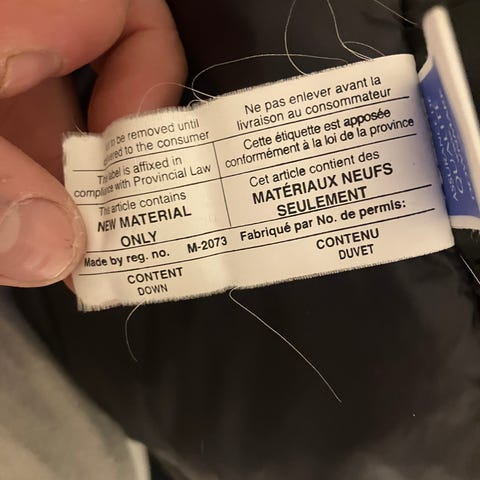 to be removed until
to the consumer
This label is affixed in
compliance with Provincial Law
This article contains
NEW MATERIAL
ONLY
Made by reg. no. M-2073
CONTENT
DOWN
Ne pas enlever avant la
livraison au consommateur
Cette étiquette est apposée
conformément à la loi de la province
Cet article contient des
MATÉRIAUX NEUFS
SEULEMENT
Fabriqué par No. de permis:
CONTENU
DUVET